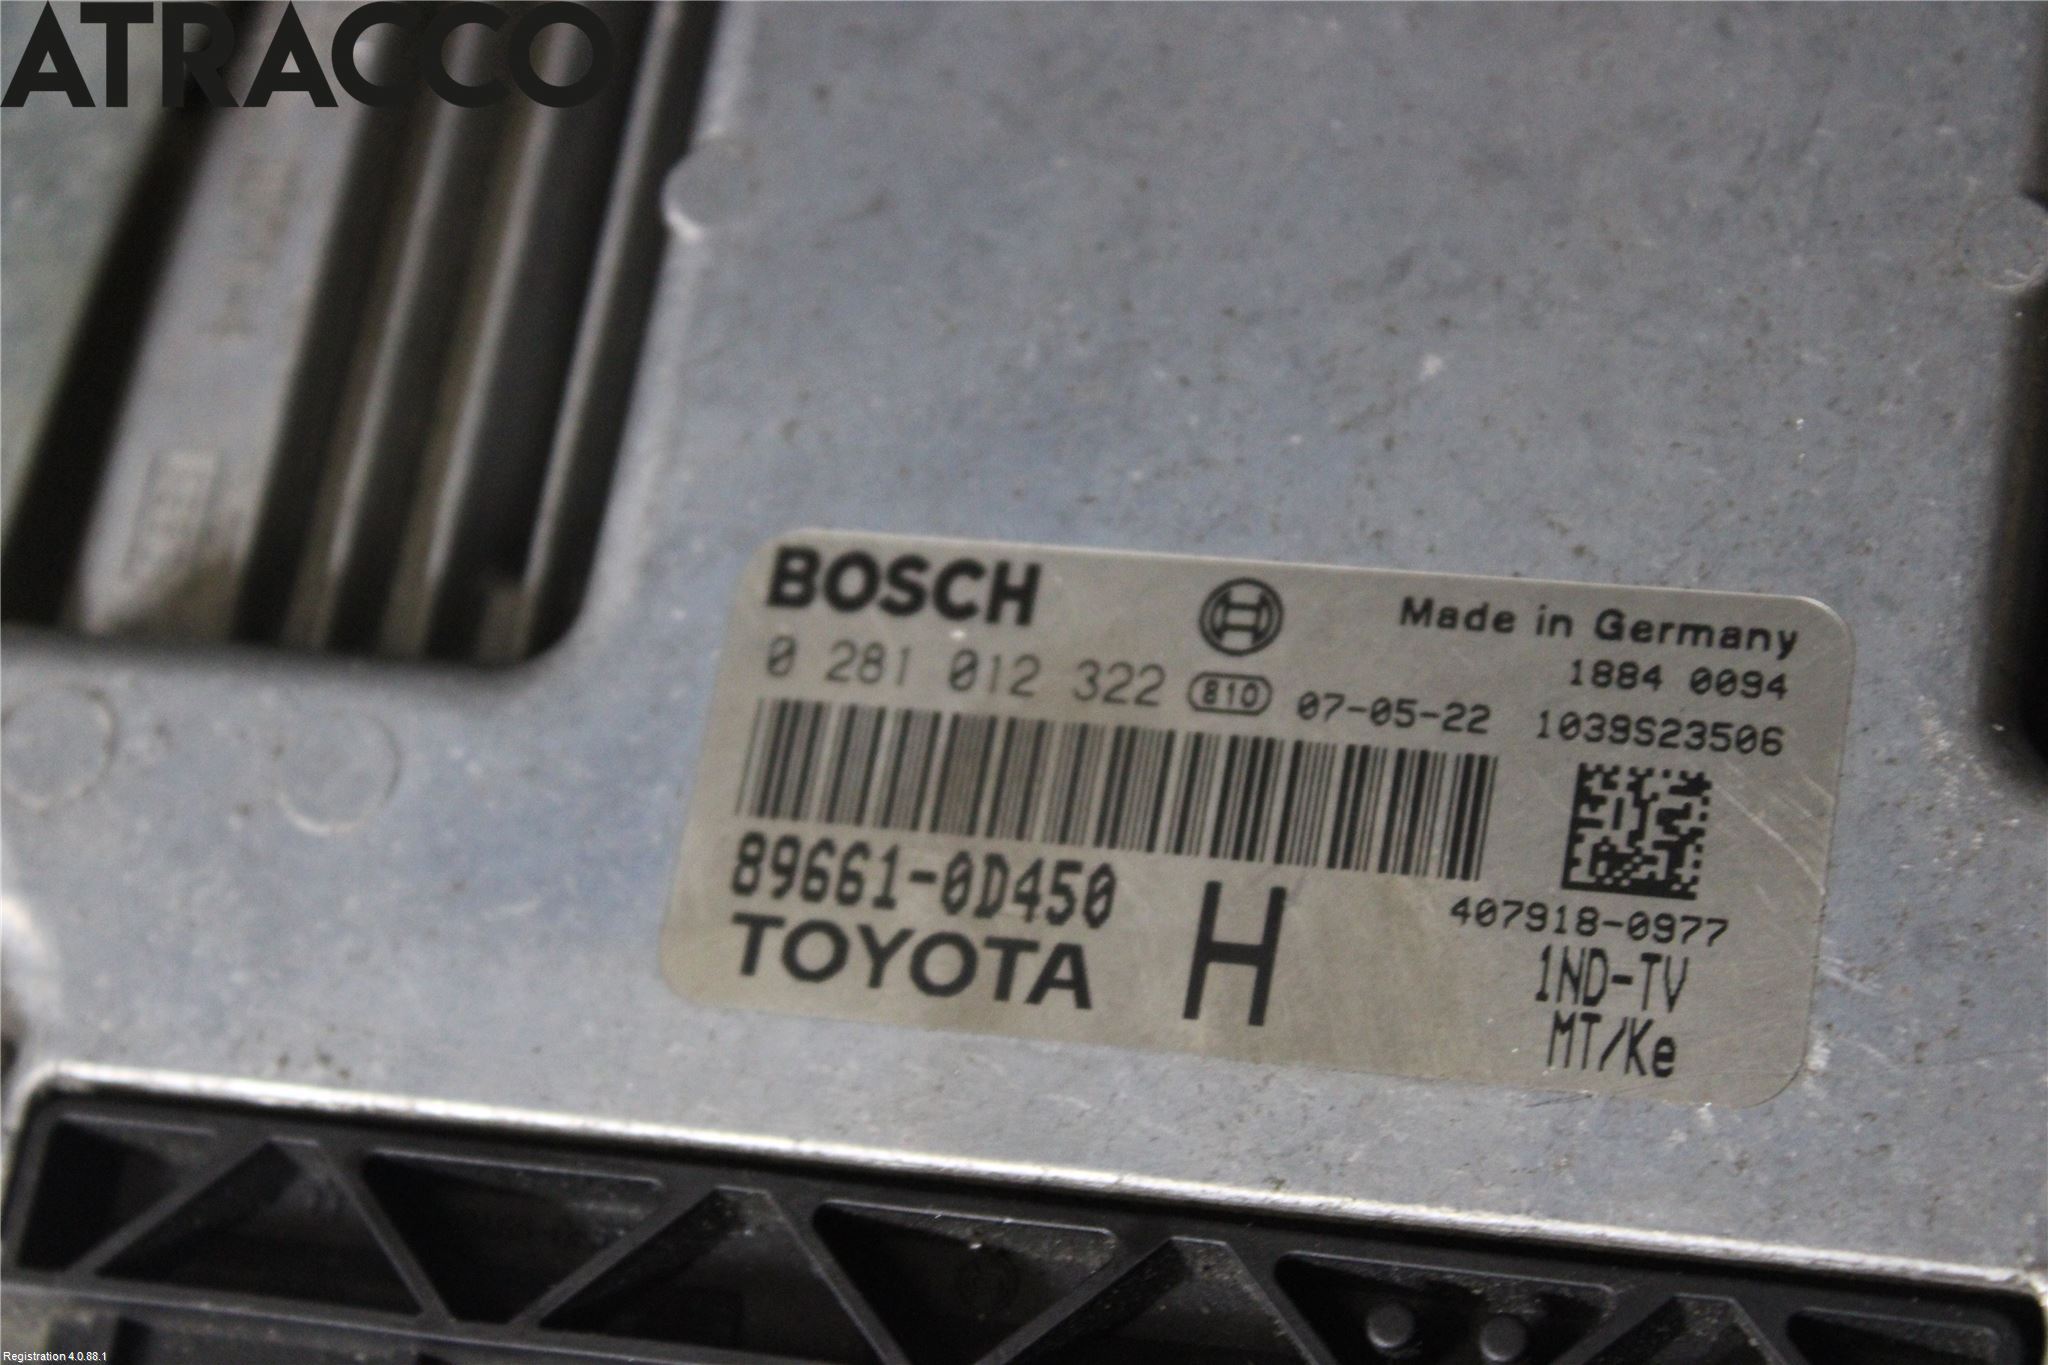 ATRACCO
BOSCH
Made in Germany
0 281 012 322 810 07-05-22
1884 0094
1039S23506
89661-0D450
407918-0977
TOYOTA
H
1ND-TV
MT/Ke
Registration 4.0.88.1